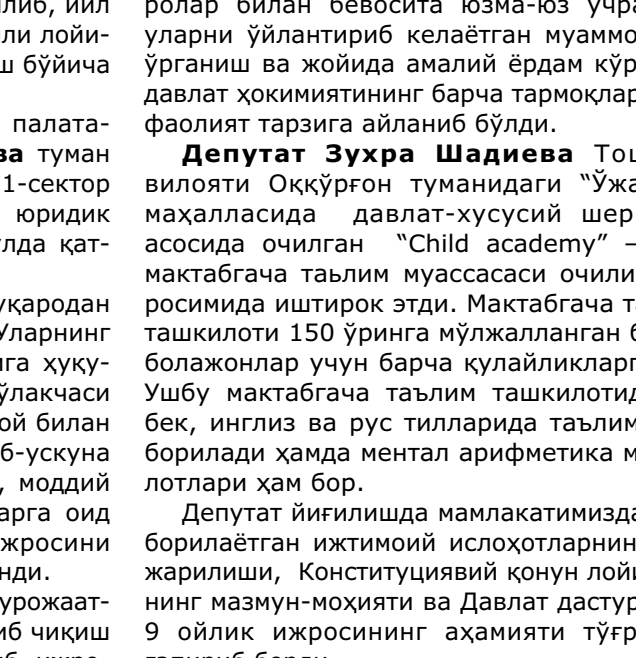 либ, йил
ли лойи-
ш бўйича
палата-
ва туман
1-сектор
юридик
лда қат-
уқародан
Уларнинг
га ҳуқу-
ўлакчаси
ой билан
б-ускуна
, моддий
арга оид
жросини
нди.
урожаат-
иб чиқиш
ролар билан бевосита юзма-юз учра
уларни ўйлантириб келаётган муаммо
ўрганиш ва жойида амалий ёрдам кўр
давлат ҳокимиятининг барча тармоқлар
фаолият тарзига айланиб бўлди.
Депутат Зухра Шадиева Тош
вилояти Оққўрғон туманидаги “Ўжа
маҳалласида давлат-хусусий шер
асосида очилган “Child academy” –
мактабгача таьлим муассасаси очили
росимида иштирок этди. Мактабгача та
ташкилоти 150 ўринга мўлжалланган б
болажонлар учун барча қулайликларг
Ушбу мактабгача таълим ташкилотид
бек, инглиз ва рус тилларида таълим
борилади ҳамда ментал арифметика м
лотлари ҳам бор.
Депутат йиғилишда мамлакатимизда
борилаётган ижтимоий ислоҳотларнин
жарилиши, Конституциявий қонун лойи
нинг мазмун-моҳияти ва Давлат дастур
9 ойлик ижросининг аҳамияти тўғр